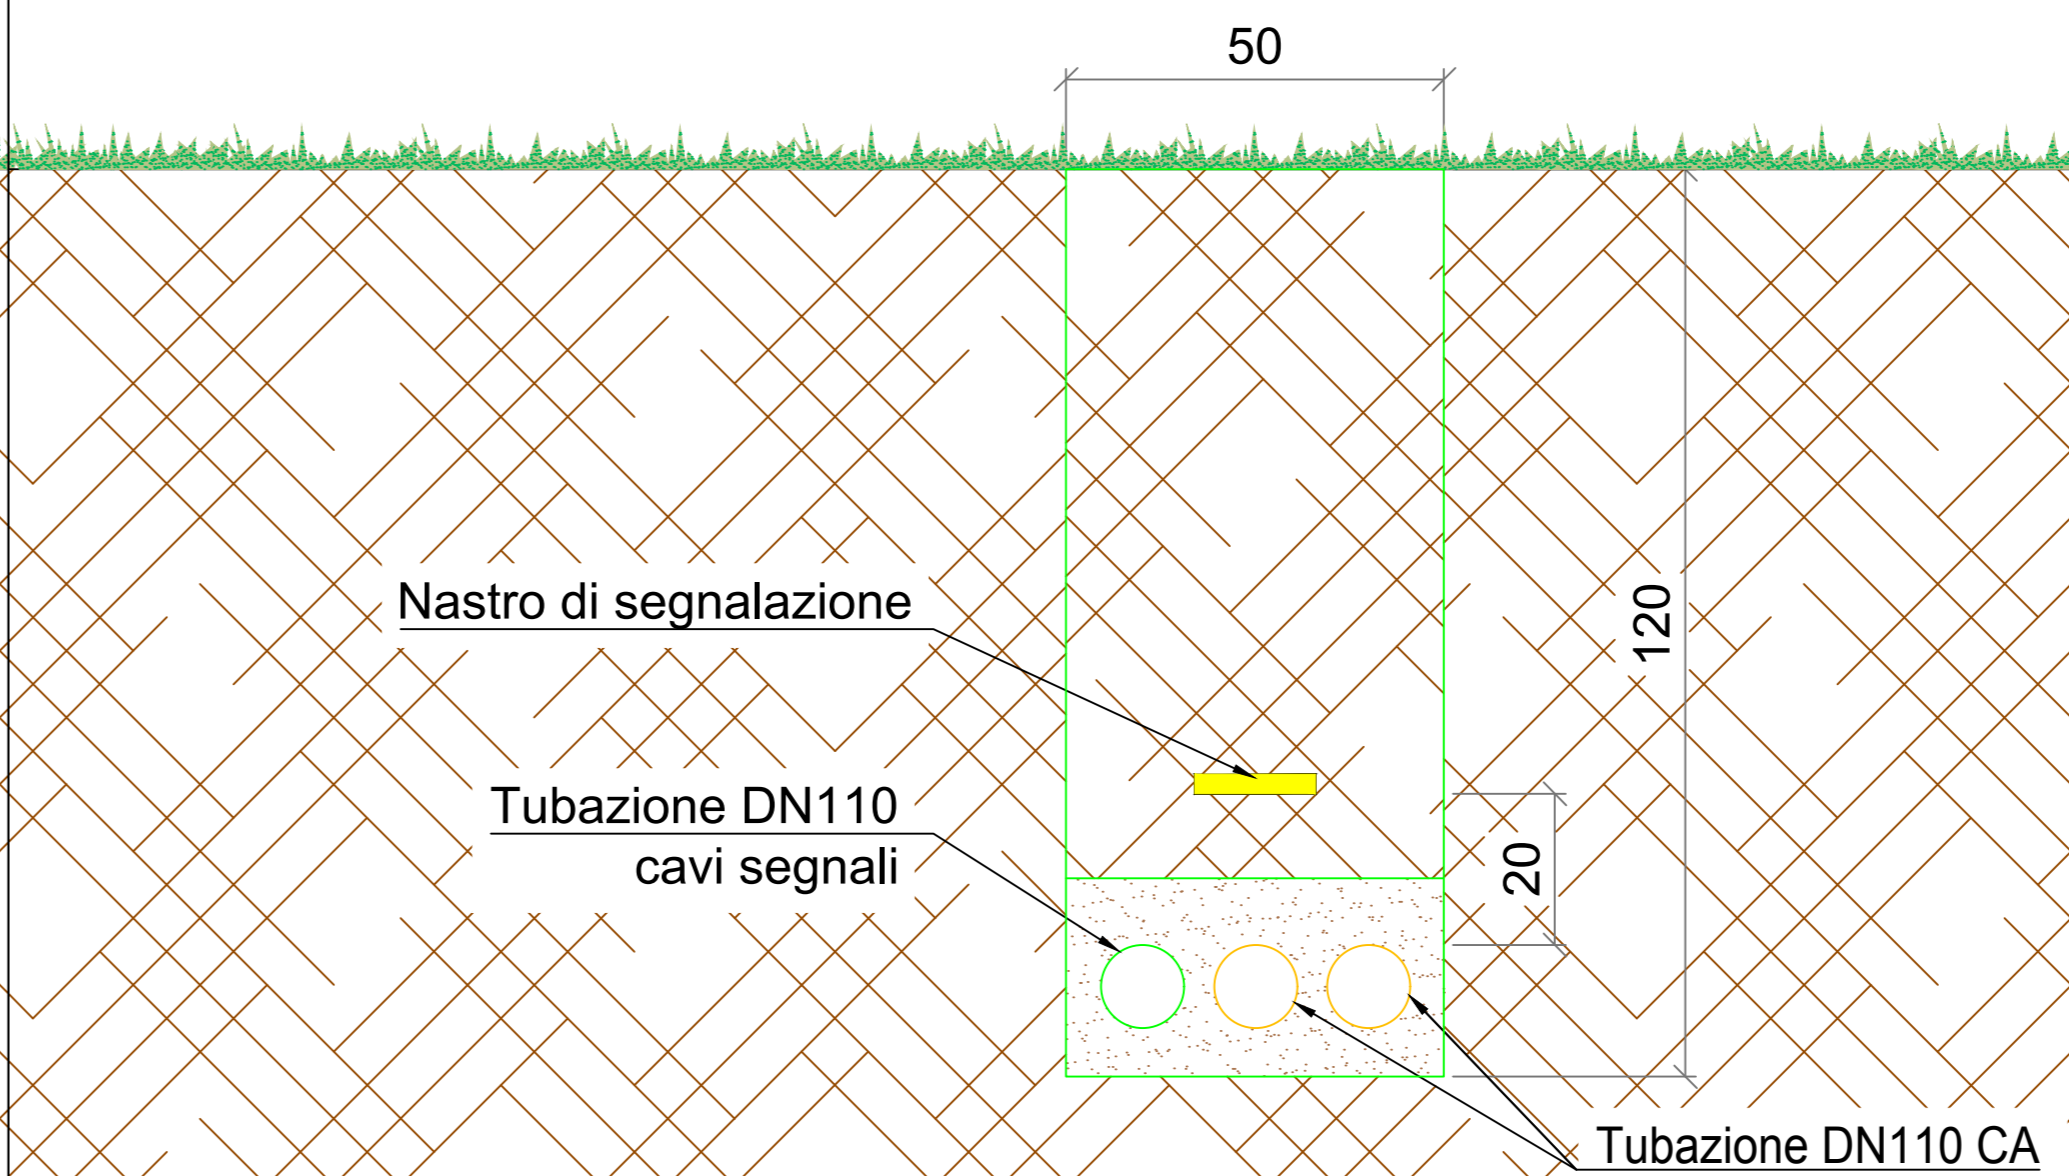 50
Nastro di segnalazione
120
Tubazione DN110
cavi segnali
20
Tubazione DN110 CA